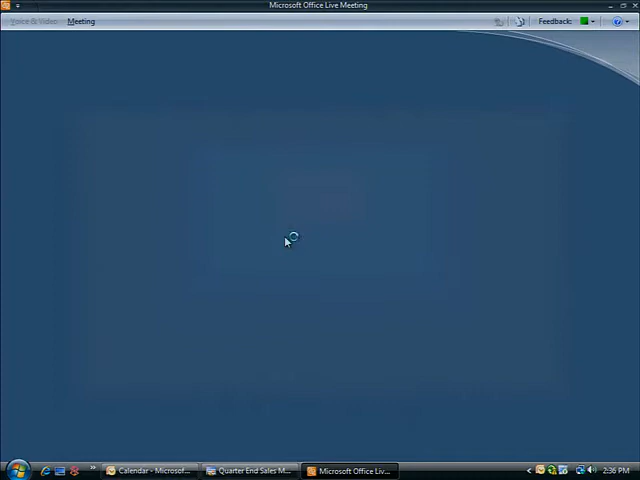 Microsoft Office Live Meeting
Voice & Video Meeting Feedback:
Calendar - Microsof... Quarter End Sales M... Microsoft Office Liv... 2:36 PM